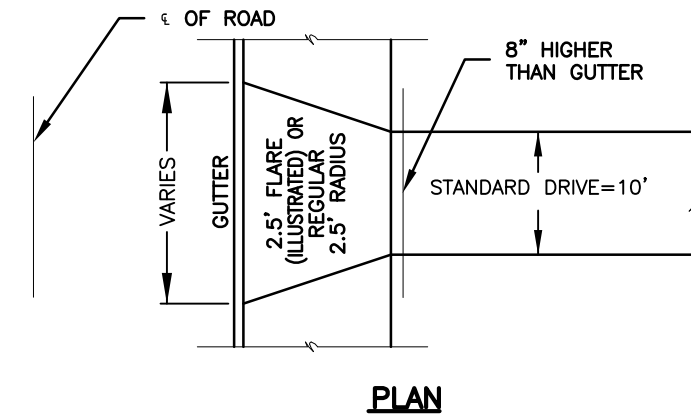 ℄ OF ROAD
8" HIGHER
THAN GUTTER
VARIES
GUTTER
2.5' FLARE
(ILLUSTRATED) OR
REGULAR
2.5' RADIUS
STANDARD DRIVE=10'
PLAN